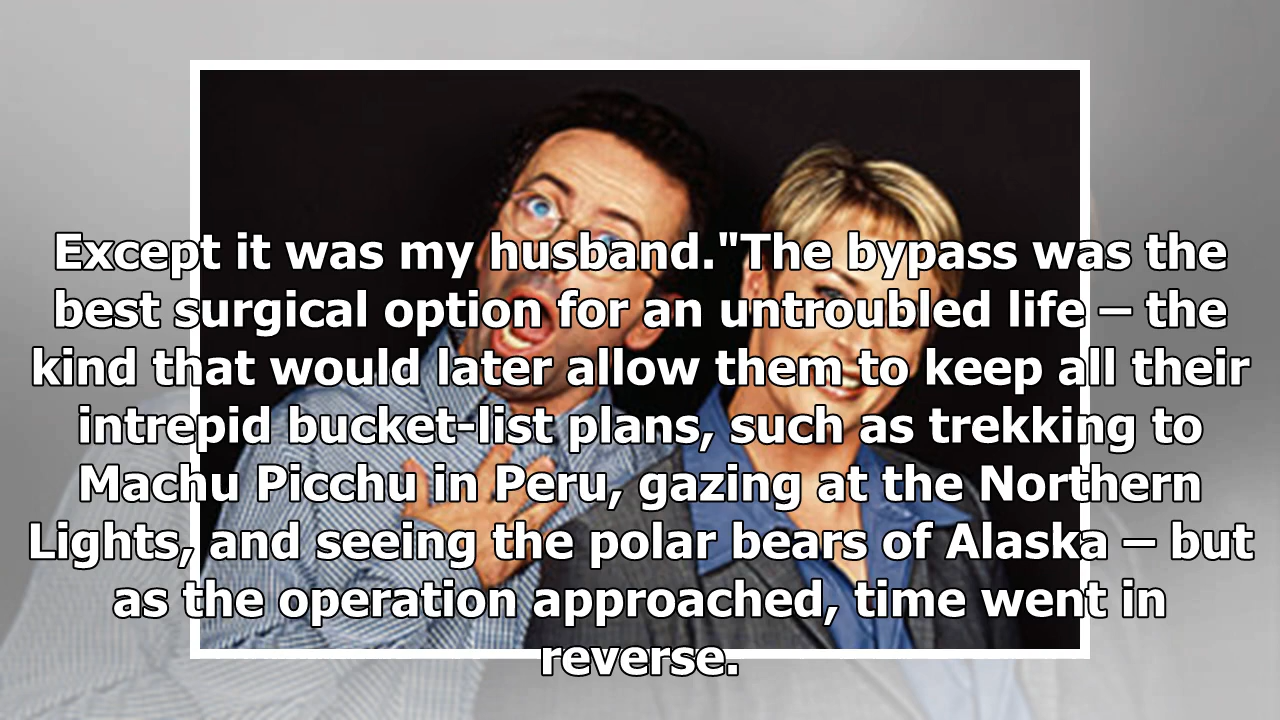 Except it was my husband."The bypass was the
best surgical option for an untroubled life – the
kind that would later allow them to keep all their
intrepid bucket-list plans, such as trekking to
Machu Picchu in Peru, gazing at the Northern
Lights, and seeing the polar bears of Alaska – but
as the operation approached, time went in
reverse.